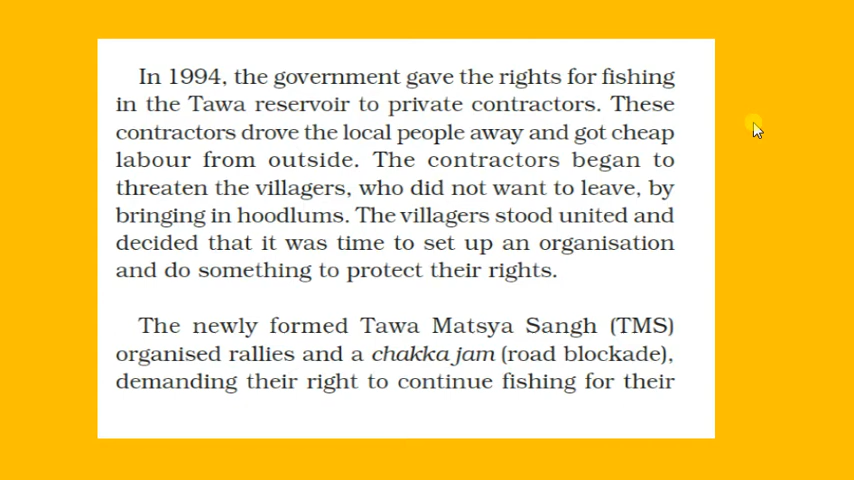 In 1994, the government gave the rights for fishing
in the Tawa reservoir to private contractors. These
contractors drove the local people away and got cheap
labour from outside. The contractors began to
threaten the villagers, who did not want to leave, by
bringing in hoodlums. The villagers stood united and
decided that it was time to set up an organisation
and do something to protect their rights.
The newly formed Tawa Matsya Sangh (TMS)
organised rallies and a chakka jam (road blockade),
demanding their right to continue fishing for their